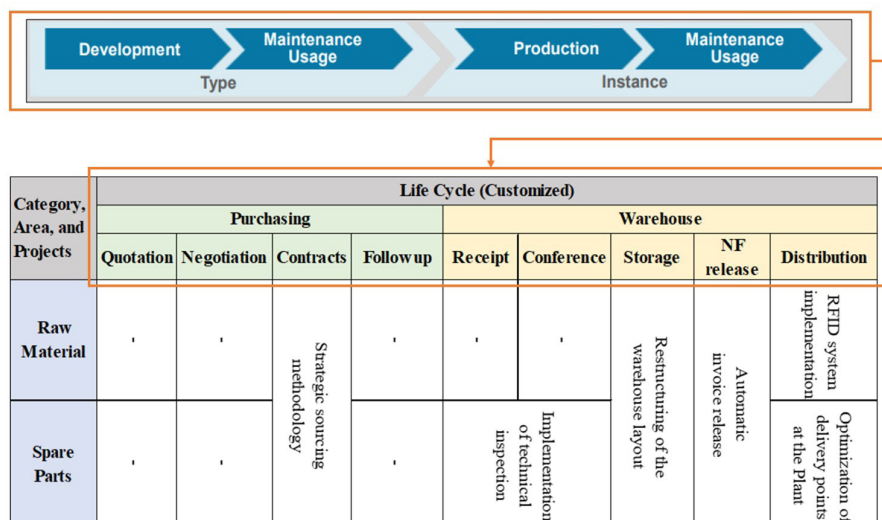 Development
Maintenance
Usage
Production
Maintenance
Usage
Type
Instance
Category,
Area, and
Projects
Life Cycle (Customized)
Purchasing
Warehouse
Quotation
Negotiation
Contracts
Followup
Receipt
Conference
Storage
NF
release
Distribution
Raw
Material
-
-
Strategic sourcing
methodology
-
-
-
Restructuring of the
warehouse layout
Automatic
invoice release
RFID system
implementation
Spare
Parts
-
-
-
Implementation
of technical
inspection
Optimization of
delivery points
at the Plant